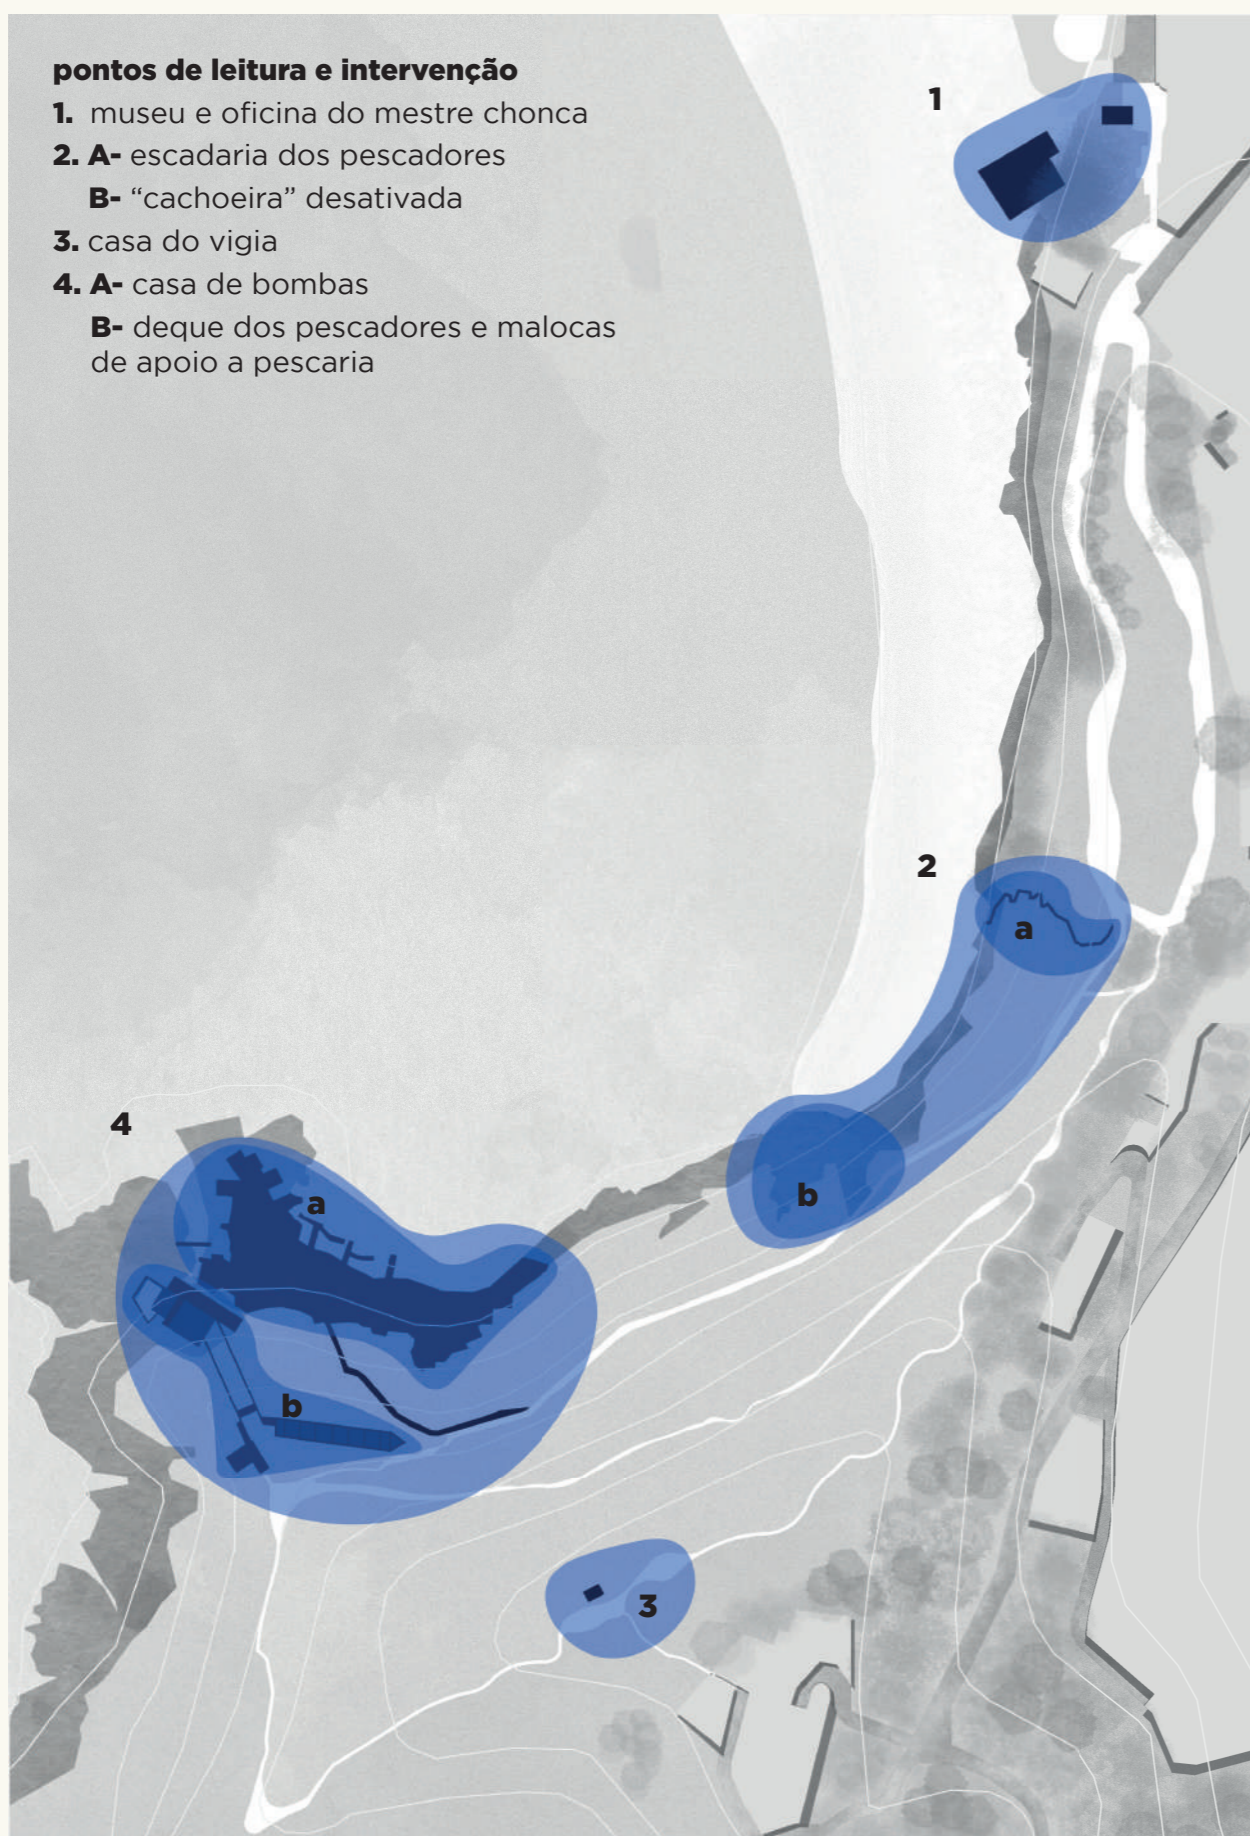 pontos de leitura e intervenção
1. museu e oficina do mestre chonca
2. A- escadaria dos pescadores
B- “cachoeira” desativada
3. casa do vigia
4. A- casa de bombas
B- deque dos pescadores e malocas
de apoio a pescaria
1
2
a
b
4
a
b
3